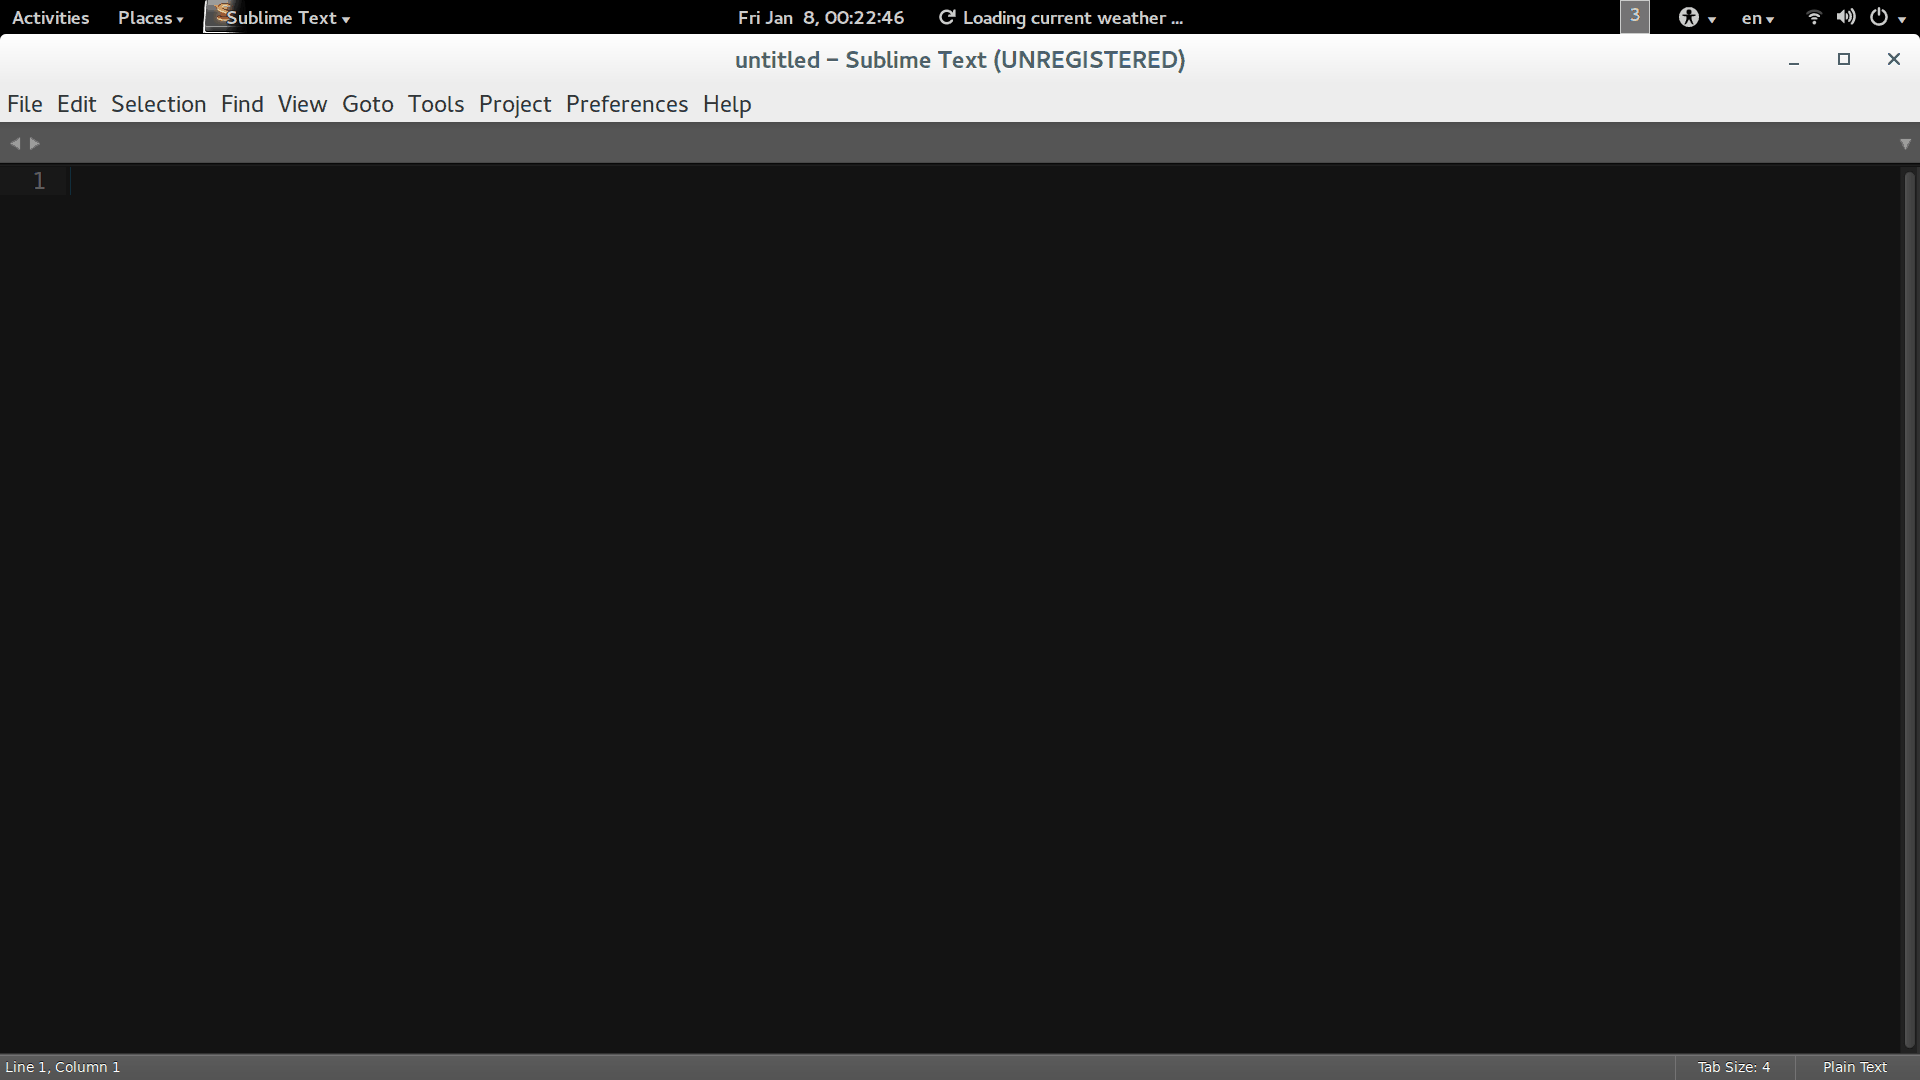 Activities Places Sublime Text Fri Jan 8, 00:22:46 Loading current weather ... 3 en
untitled – Sublime Text (UNREGISTERED)
File Edit Selection Find View Goto Tools Project Preferences Help
1
Line 1, Column 1 Tab Size: 4 Plain Text